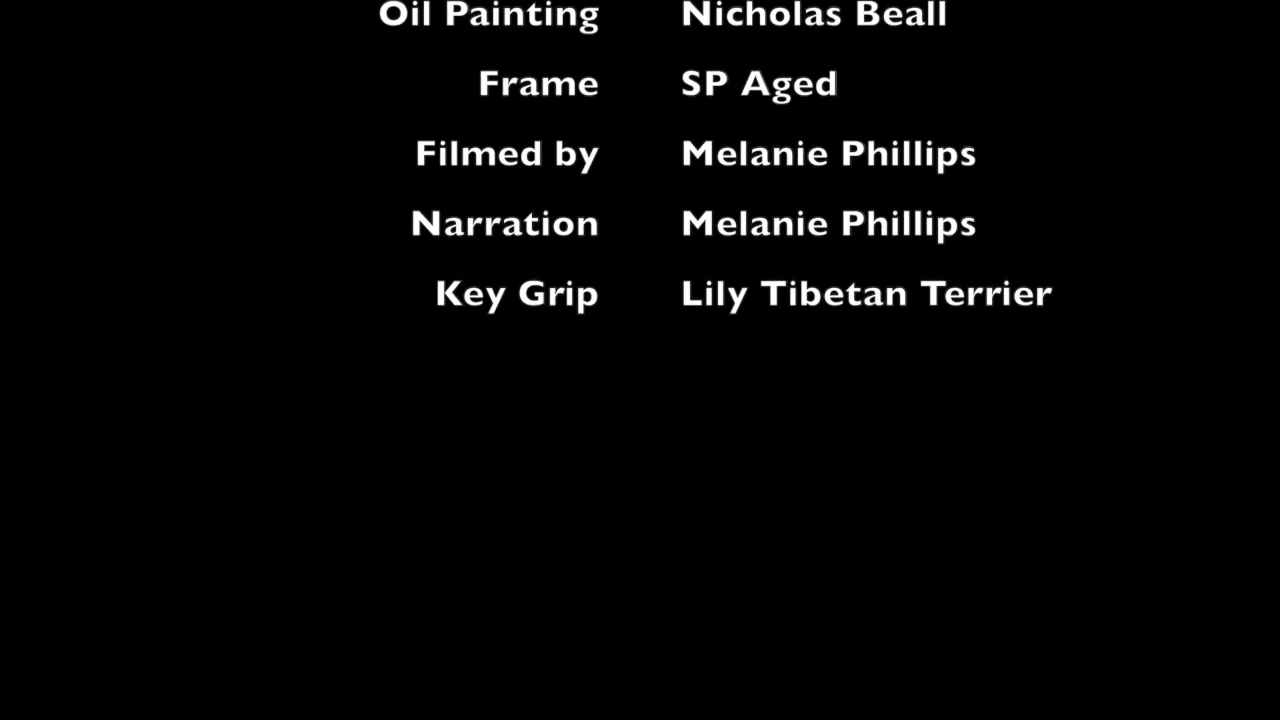 Oil Painting Nicholas Beall
Frame SP Aged
Filmed by Melanie Phillips
Narration Melanie Phillips
Key Grip Lily Tibetan Terrier